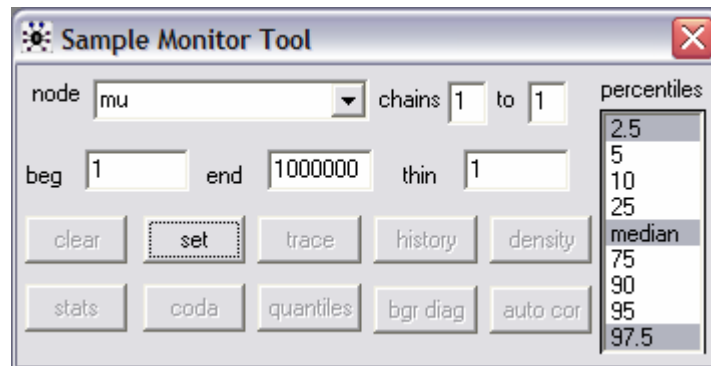 Sample Monitor Tool
node mu chains 1 to 1 percentiles
beg 1 end 1000000 thin 1
clear set trace history density
stats coda quantiles bgr diag auto cor
2.5
5
10
25
median
75
90
95
97.5